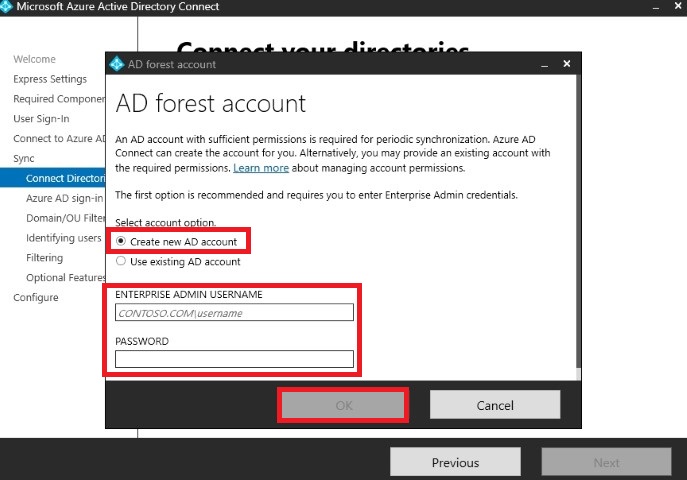 Microsoft Azure Active Directory Connect
Welcome
Express Settings
Required Componen
User Sign-In
Connect to Azure AD
Sync
Connect Directori
Azure AD sign-in
Domain/OU Filter
Identifying users
Filtering
Optional Features
Configure
Connect your directories
AD forest account
AD forest account
An AD account with sufficient permissions is required for periodic synchronization. Azure AD
Connect can create the account for you. Alternatively, you may provide an existing account with
the required permissions. Learn more about managing account permissions.
The first option is recommended and requires you to enter Enterprise Admin credentials.
Select account option.
Create new AD account
Use existing AD account
ENTERPRISE ADMIN USERNAME
CONTOSO.COM\username
PASSWORD
OK
Cancel
Previous
Next